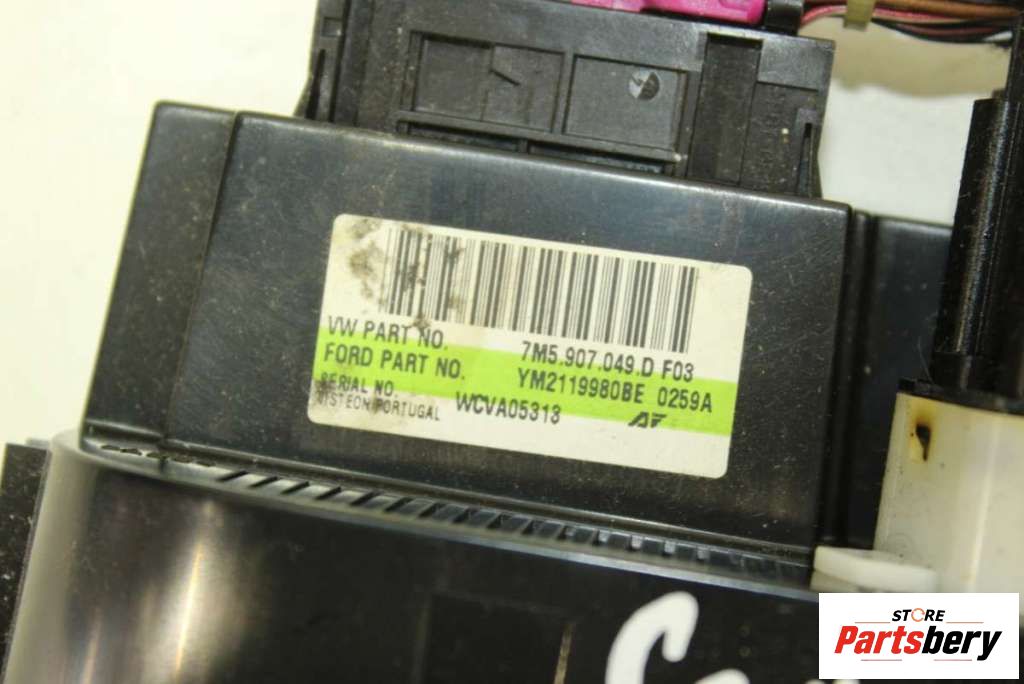 VW PART NO. 7M5.907.049.D F03
FORD PART NO. YM2119980BE 0259A
SERIAL NO. WCVA05313
VISTEON PORTUGAL
STORE
Partsbery